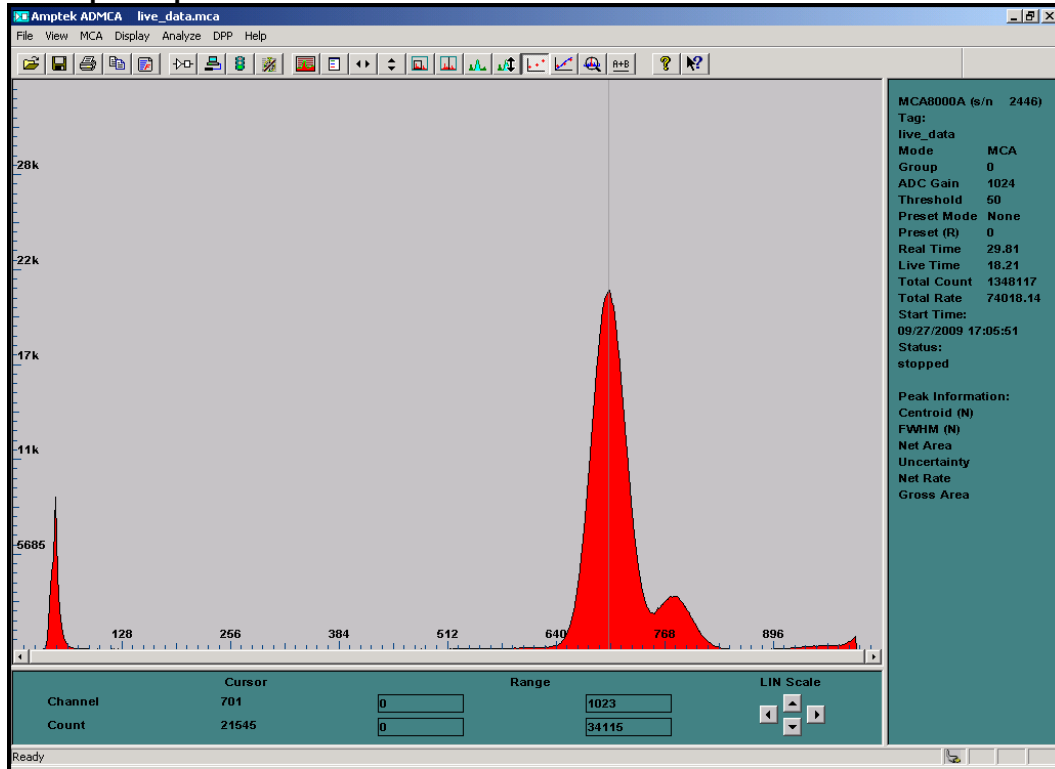 Amptek ADMCA live_data.mca
File View MCA Display Analyze DPP Help
A+B
MCA8000A (s/n 2446)
Tag:
live_data
Mode MCA
Group 0
ADC Gain 1024
Threshold 50
Preset Mode None
Preset (R) 0
Real Time 29.81
Live Time 18.21
Total Count 1348117
Total Rate 74018.14
Start Time:
09/27/2009 17:05:51
Status:
stopped
Peak Information:
Centroid (N)
FWHM (N)
Net Area
Uncertainty
Net Rate
Gross Area
28k
22k
17k
11k
5685
128 256 384 512 640 768 896
Cursor Range LIN Scale
Channel 701 0 1023
Count 21545 0 34115
Ready